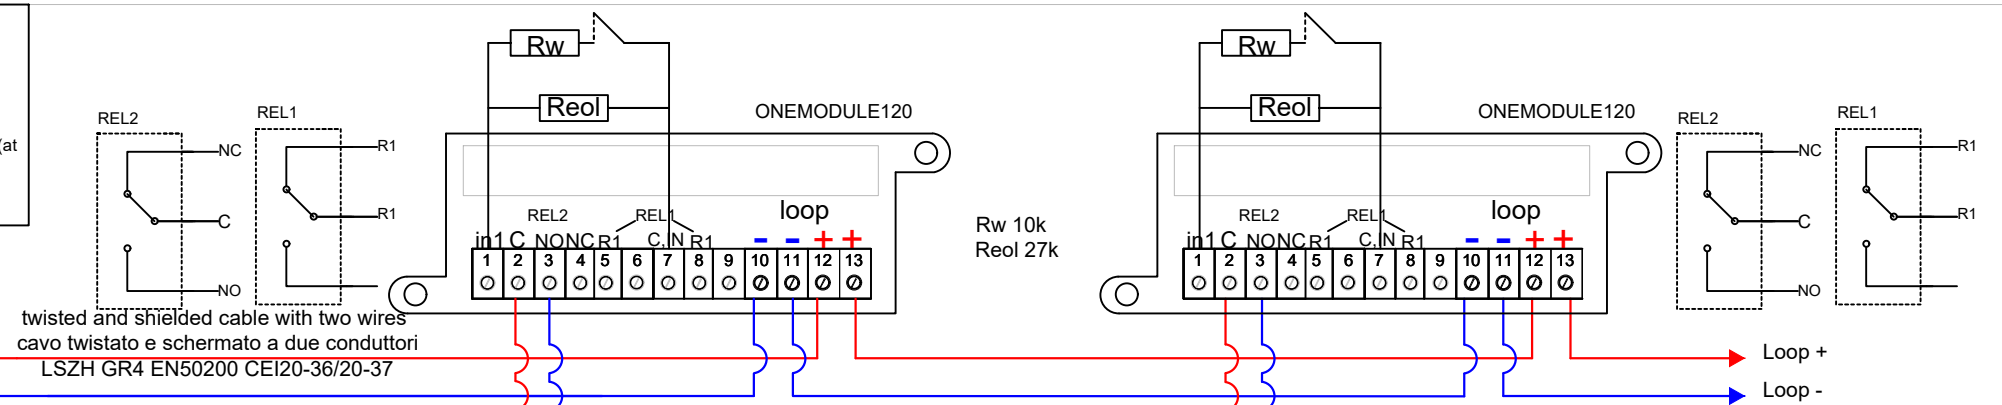 Rw
Rw
Reol
Reol
(at
REL2
REL1
ONEMODULE120
ONEMODULE120
REL2
REL1
NC
R1
C
R1
NO
NC
R1
C
R1
NO
REL2
REL1
loop
in1 C NO NC R1 C,IN R1 - - + +
1 2 3 4 5 6 7 8 9 10 11 12 13
Rw 10k
Reol 27k
REL2
REL1
loop
in1 C NO NC R1 C,IN R1 - - + +
1 2 3 4 5 6 7 8 9 10 11 12 13
twisted and shielded cable with two wires
cavo twistato e schermato a due conduttori
LSZH GR4 EN50200 CEI20-36/20-37
Loop +
Loop -